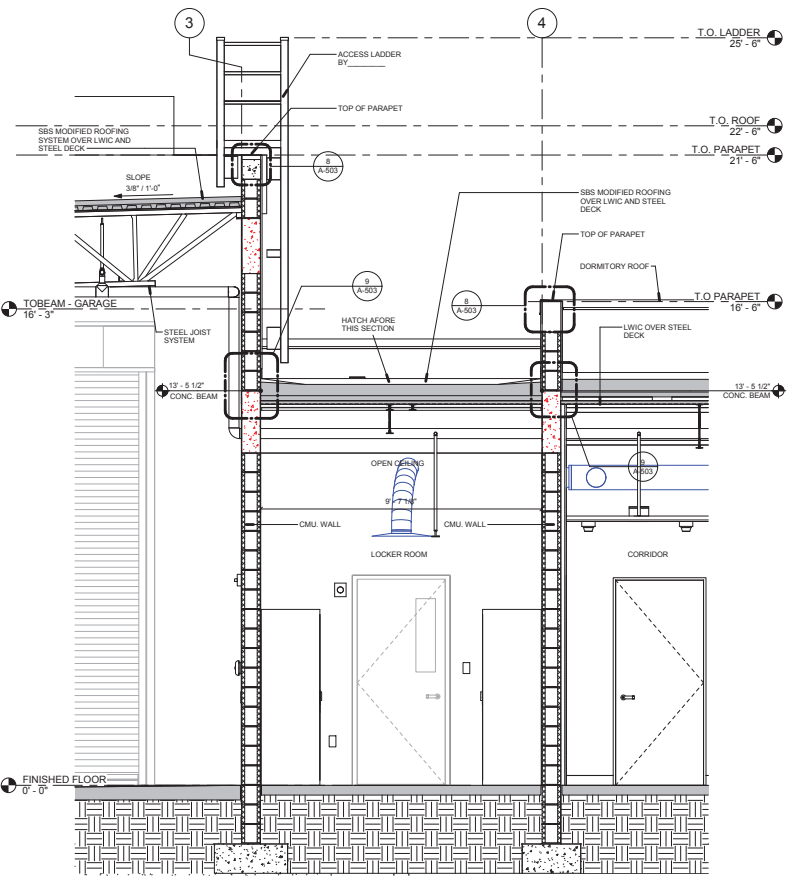 3
4
T.O. LADDER
25' - 6"
ACCESS LADDER
BY________
TOP OF PARAPET
T.O. ROOF
22' - 6"
SBS MODIFIED ROOFING
SYSTEM OVER LWIC AND
STEEL DECK
T.O. PARAPET
21' - 6"
8
A-503
SLOPE
3/8" / 1'-0"
SBS MODIFIED ROOFING
OVER LWIC AND STEEL
DECK
TOP OF PARAPET
DORMITORY ROOF
9
A-503
8
A-503
TOBEAM - GARAGE
16' - 3"
T.O PARAPET
16' - 6"
STEEL JOIST
SYSTEM
HATCH AFORE
THIS SECTION
LWIC OVER STEEL
DECK
13' - 5 1/2"
CONC. BEAM
13' - 5 1/2"
CONC. BEAM
OPEN CEILING
9
A-503
9' - 7 1/8"
CMU. WALL
CMU. WALL
LOCKER ROOM
CORRIDOR
FINISHED FLOOR
0' - 0"